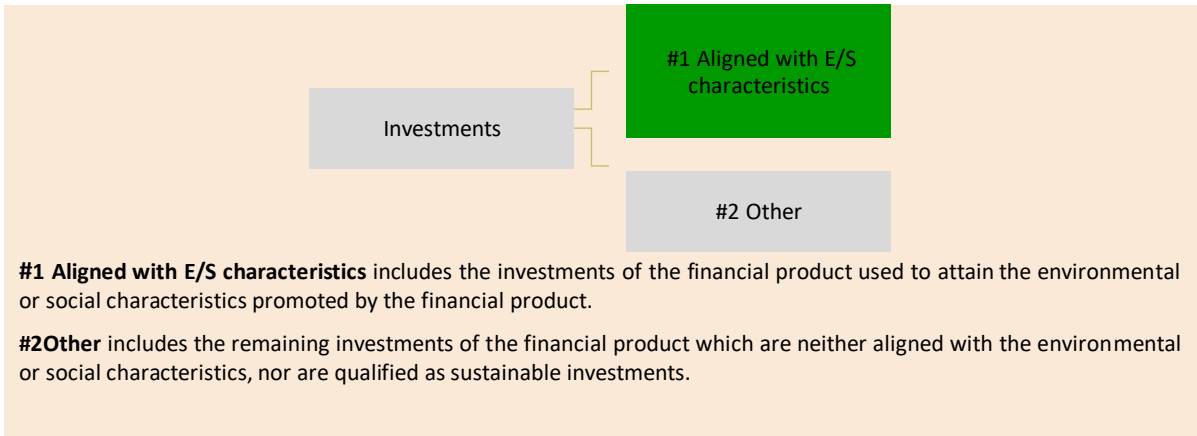 #1 Aligned with E/S
characteristics
Investments
#2 Other
#1 Aligned with E/S characteristics includes the investments of the financial product used to attain the environmental
or social characteristics promoted by the financial product.
#2Other includes the remaining investments of the financial product which are neither aligned with the environmental
or social characteristics, nor are qualified as sustainable investments.